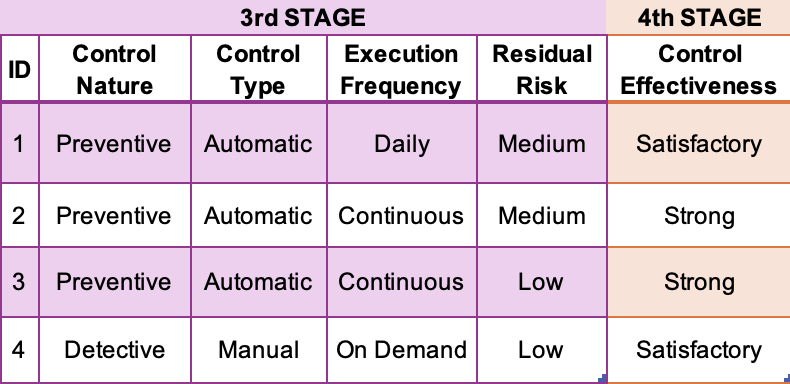 3rd STAGE 4th STAGE
ID Control Nature Control Type Execution Frequency Residual Risk Control Effectiveness
1 Preventive Automatic Daily Medium Satisfactory
2 Preventive Automatic Continuous Medium Strong
3 Preventive Automatic Continuous Low Strong
4 Detective Manual On Demand Low Satisfactory